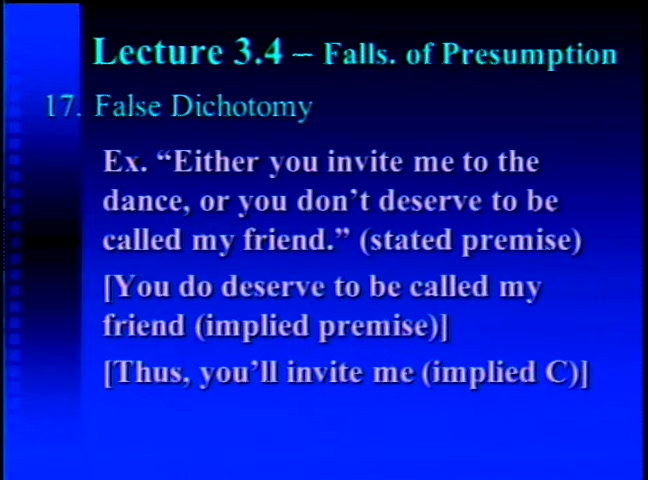 Lecture 3.4 – Falls. of Presumption
17. False Dichotomy
Ex. “Either you invite me to the
dance, or you don’t deserve to be
called my friend.” (stated premise)
[You do deserve to be called my
friend (implied premise)]
[Thus, you’ll invite me (implied C)]